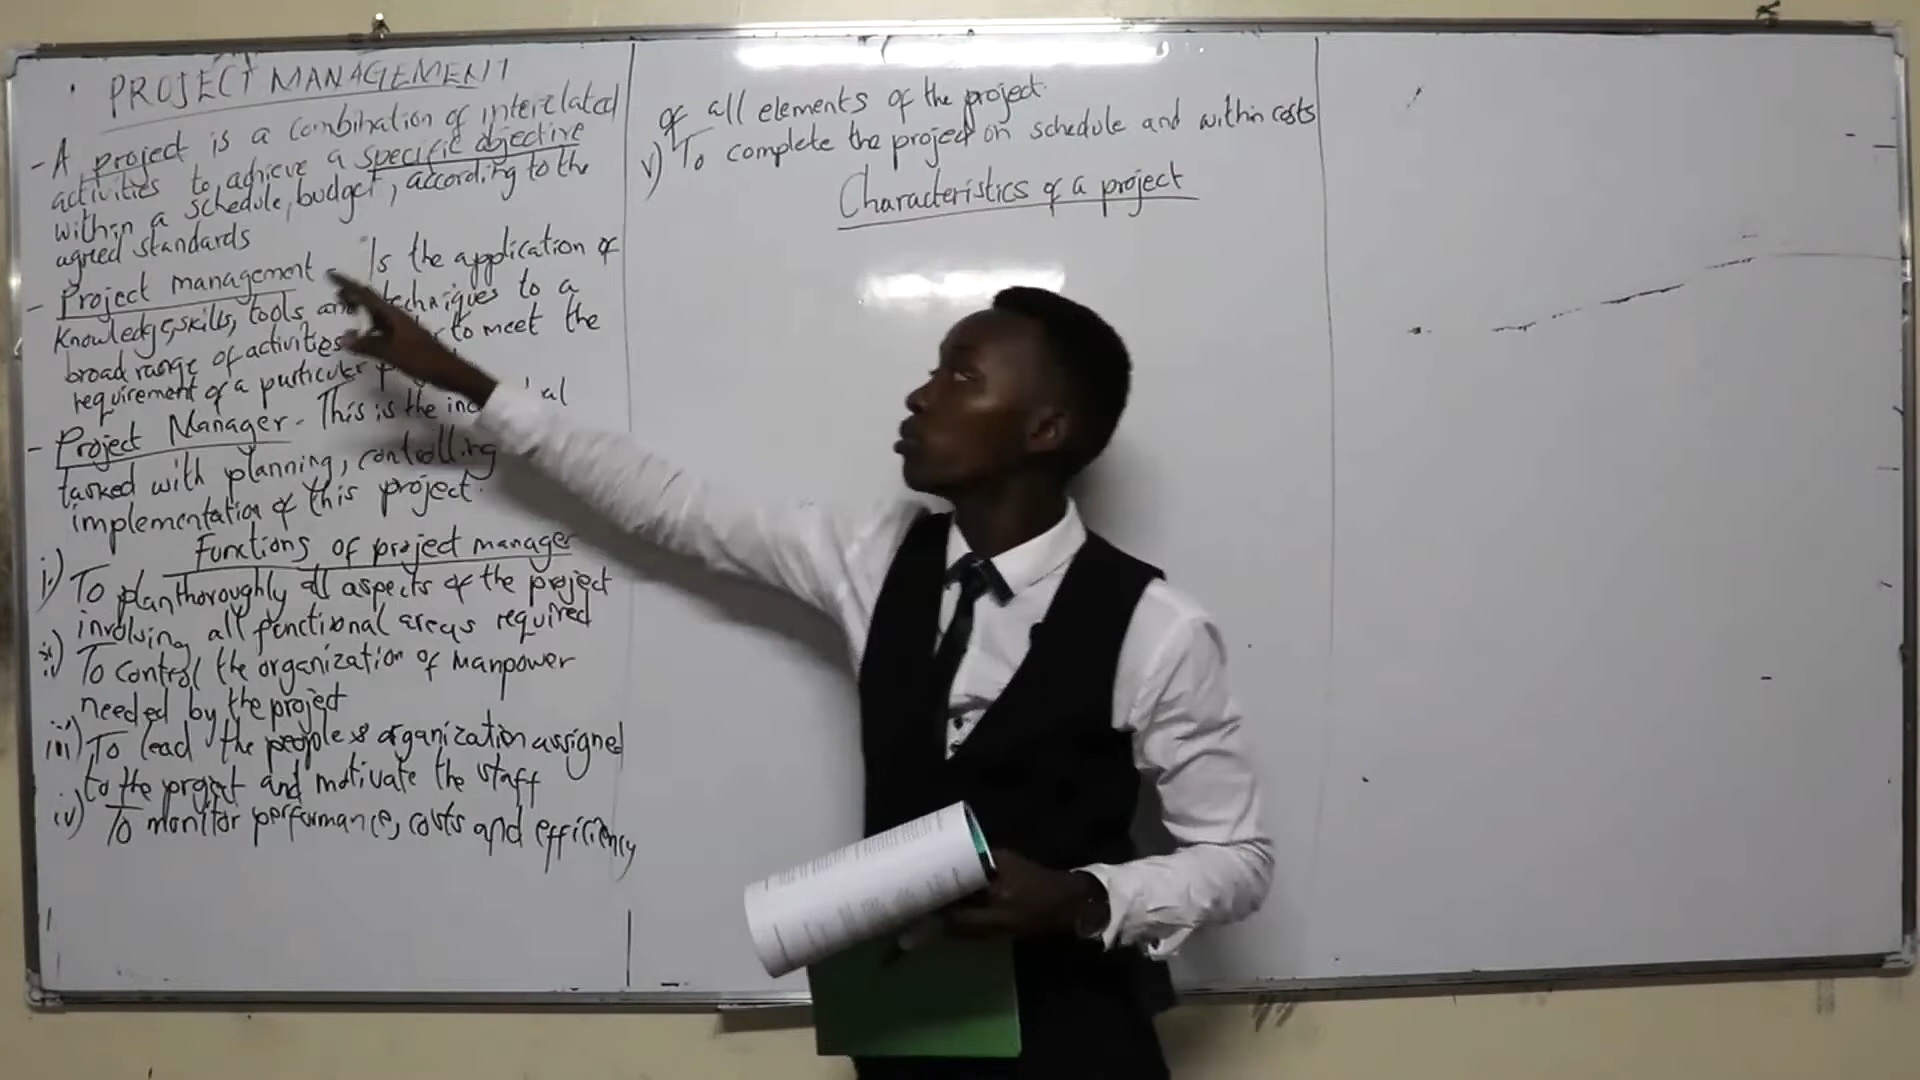 PROJECT MANAGEMENT
- A project is a combination of interelated
activities to achieve a specific objective
within a schedule, budget, according to the
agreed standards
- Project management - Is the application of
knowledge, skills, tools and techniques to a
broad range of activities to meet the
requirement of a particular
- Project Manager - This is the
tasked with planning, controlling
implementation of this project.
Functions of project manager
i) To plan thoroughly all aspects of the project
involving all functional areas required
ii) To control the organization of manpower
needed by the project
iii) To lead the people & organization assigned
to the project and motivate the staff
iv) To monitor performance, costs and efficiency
of all elements of the project.
v) To complete the project on schedule and within costs
Characteristics of a project